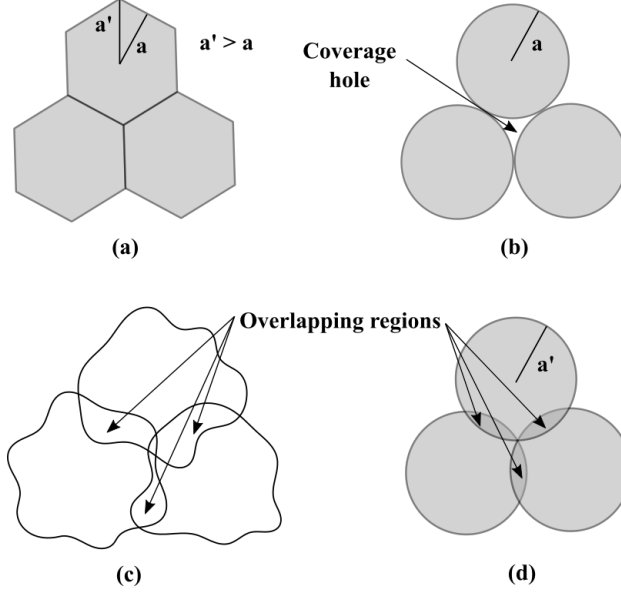 a'
a
a' > a
a
Coverage
hole
(a)
(b)
Overlapping regions
a'
(c)
(d)